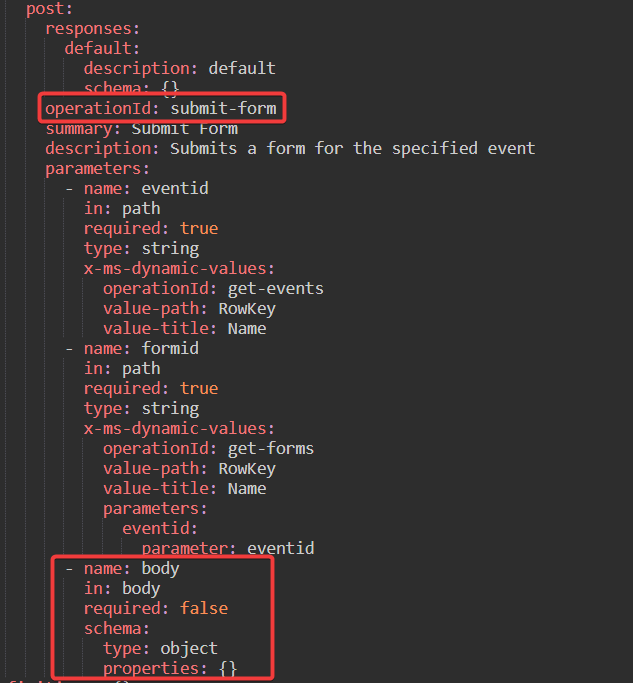 post:
responses:
default:
description: default
schema: {}
operationId: submit-form
summary: Submit Form
description: Submits a form for the specified event
parameters:
- name: eventid
in: path
required: true
type: string
x-ms-dynamic-values:
operationId: get-events
value-path: RowKey
value-title: Name
- name: formid
in: path
required: true
type: string
x-ms-dynamic-values:
operationId: get-forms
value-path: RowKey
value-title: Name
parameters:
eventid:
parameter: eventid
- name: body
in: body
required: false
schema:
type: object
properties: {}